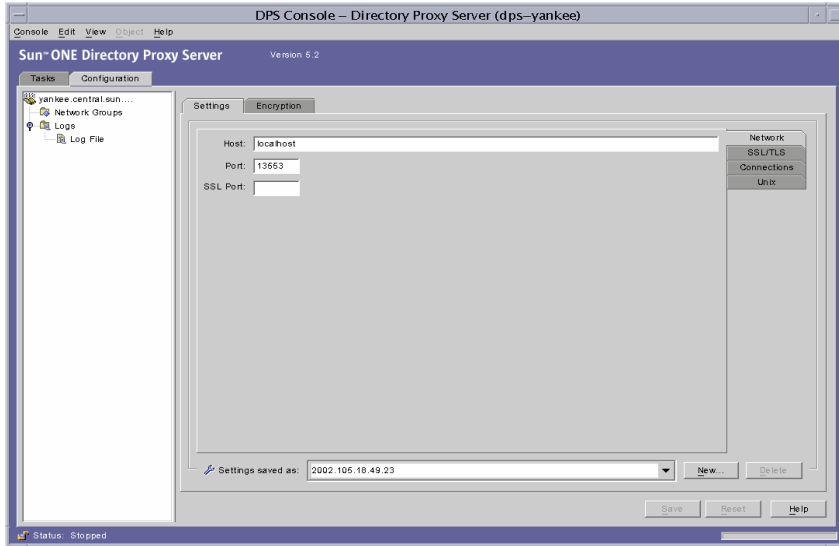 DPS Console – Directory Proxy Server (dps–yankee)
Console Edit View Object Help
Sun™ ONE Directory Proxy Server Version 5.2
Tasks Configuration
yankee.central.sun....
Network Groups
Logs
Log File
Settings Encryption
Host: localhost
Port: 13553
SSL Port:
Network
SSL/TLS
Connections
Unix
Settings saved as: 2002.105.18.49.23 New... Delete
Save Reset Help
Status: Stopped